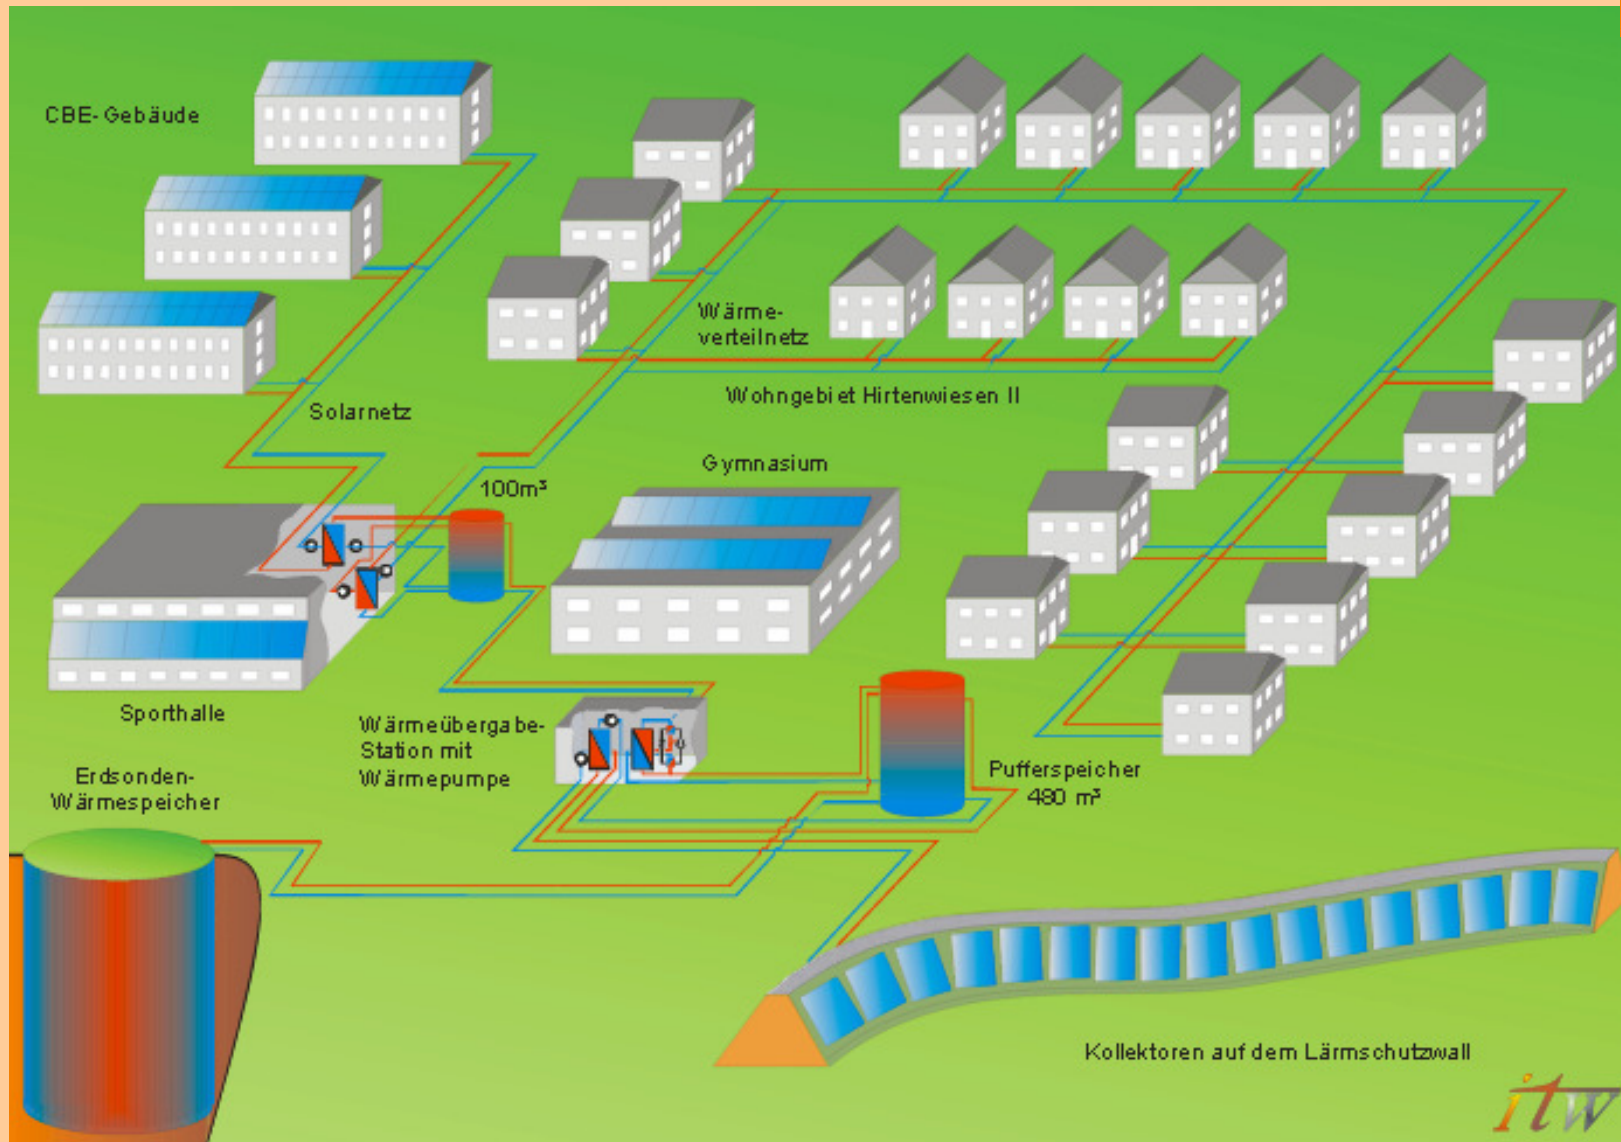 CBE-Gebäude
Wärme-
verteilnetz
Wohngebiet Hirtenwiesen II
Solarnetz
Gymnasium
100m³
Sporthalle
Wärmeübergabe-
Station mit
Wärmepumpe
Erdsonden-
Wärmespeicher
Pufferspeicher
480 m³
Kollektoren auf dem Lärmschutzwall
itw